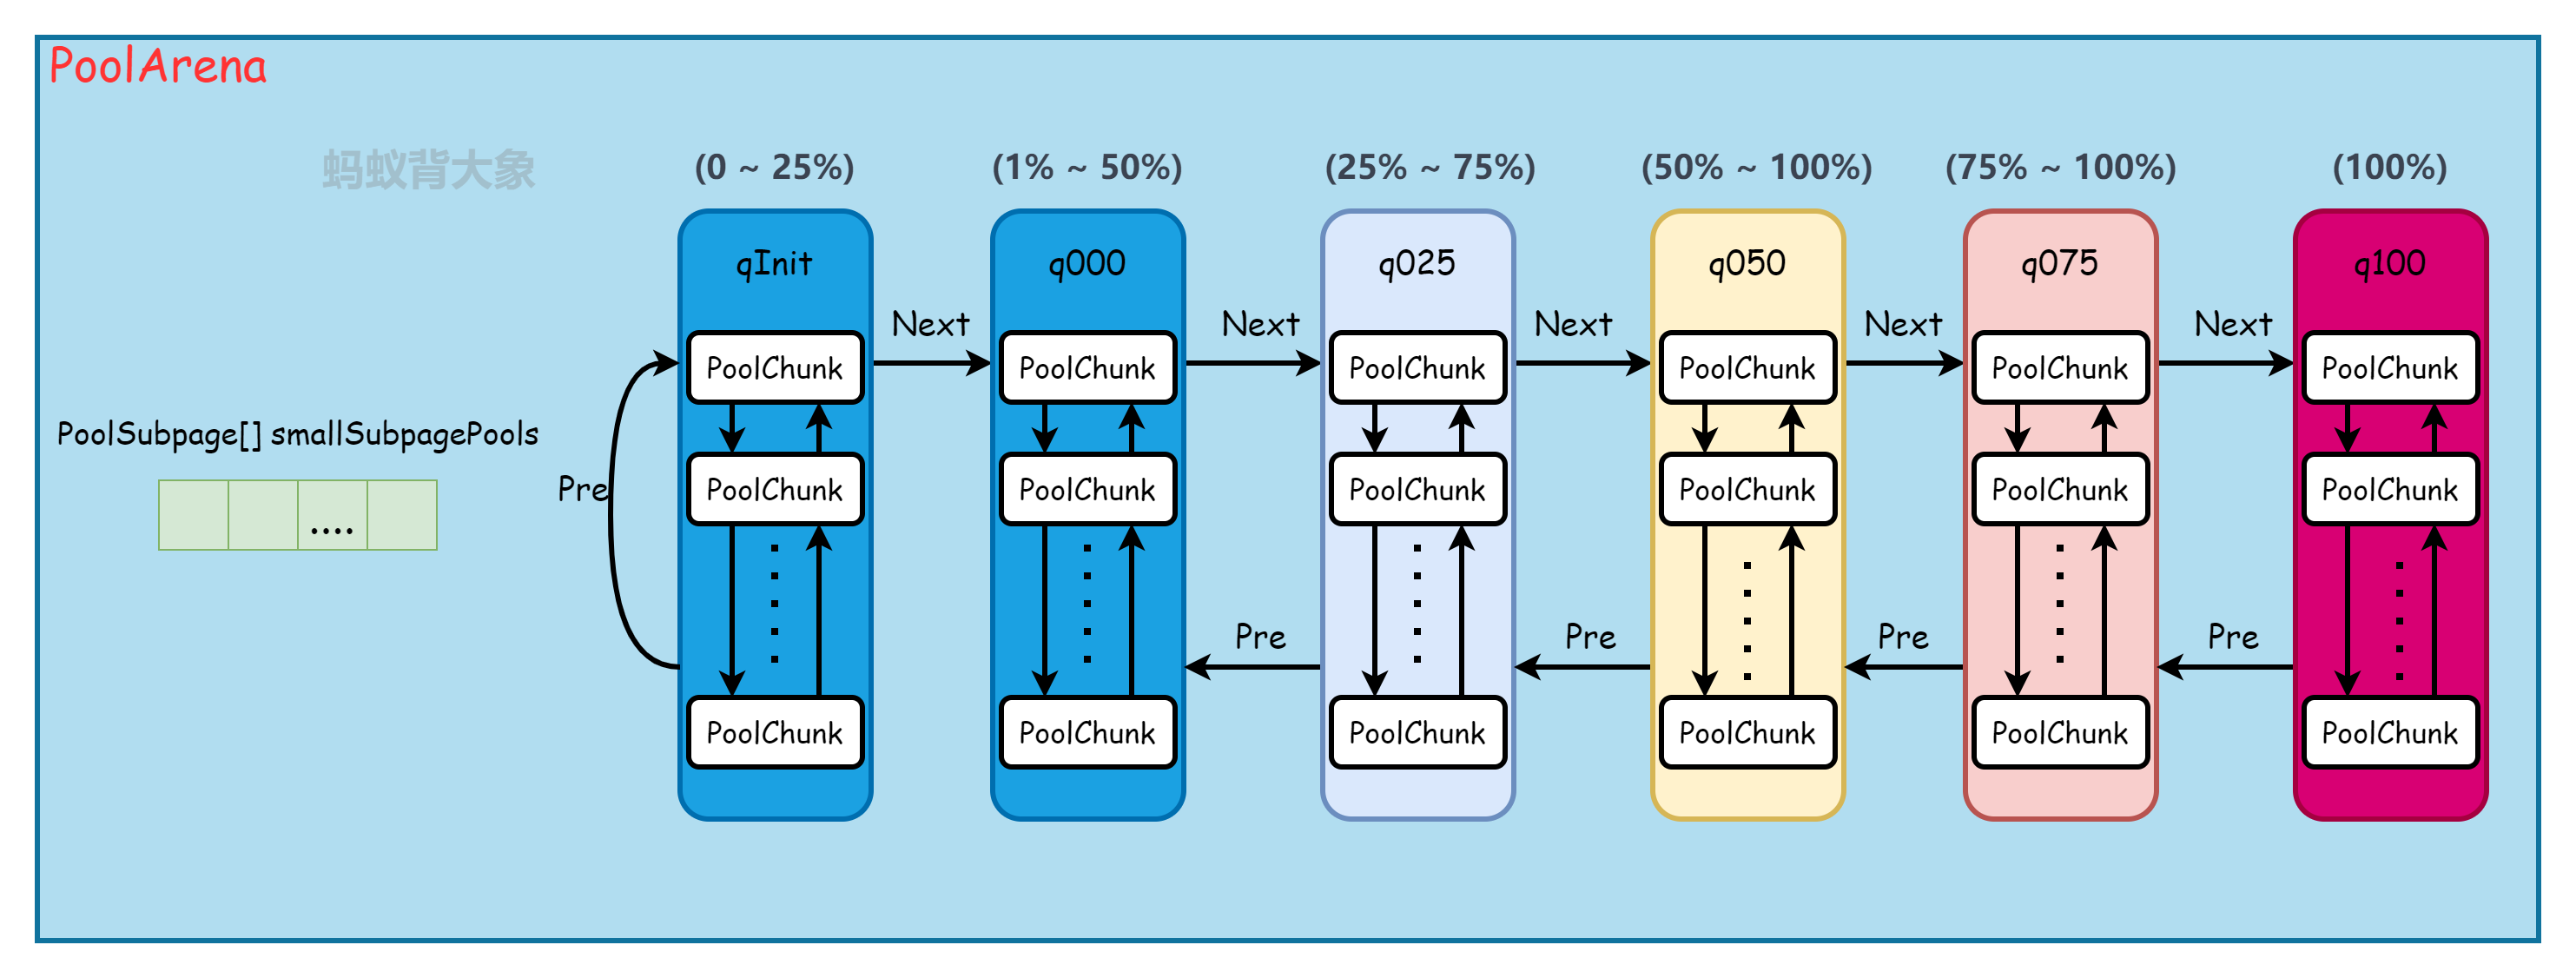 PoolArena
蚂蚁背大象
(0 ~ 25%)
(1% ~ 50%)
(25% ~ 75%)
(50% ~ 100%)
(75% ~ 100%)
(100%)
qInit
q000
q025
q050
q075
q100
Next
Next
Next
Next
Next
PoolChunk
PoolChunk
PoolChunk
PoolChunk
PoolChunk
PoolChunk
PoolSubpage[] smallSubpagePools
Pre
PoolChunk
PoolChunk
PoolChunk
PoolChunk
PoolChunk
PoolChunk
....
Pre
Pre
Pre
Pre
PoolChunk
PoolChunk
PoolChunk
PoolChunk
PoolChunk
PoolChunk